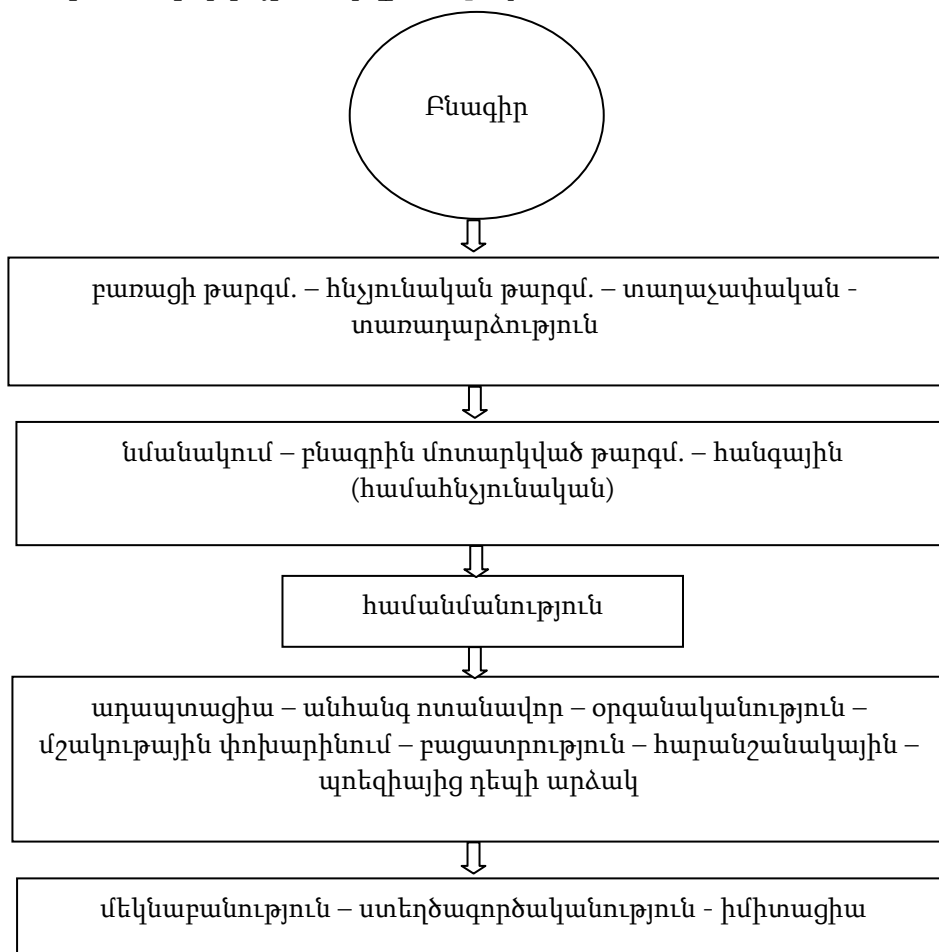 Բնագիր
բառացի թարգմ. – հնչյունական թարգմ. – տաղաչափական -
տառադարձություն
նմանակում – բնագրին մոտարկված թարգմ. – հանգային
(համահնչյունական)
համանմանություն
ադապտացիա – անհանգ ոտանավոր – օրգանականություն –
մշակութային փոխարինում – բացատրություն – հարանշանակային –
պոեզիայից դեպի արձակ
մեկնաբանություն – ստեղծագործականություն - իմիտացիա